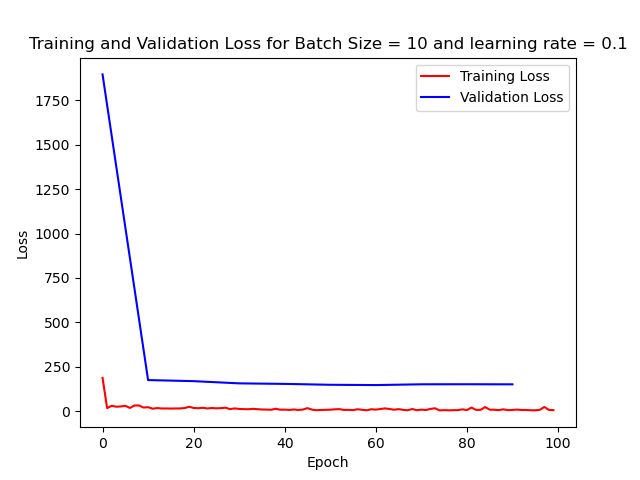 Training and Validation Loss for Batch Size = 10 and learning rate = 0.1
Training Loss
Validation Loss
Loss
1750
1500
1250
1000
750
500
250
0
0 20 40 60 80 100
Epoch